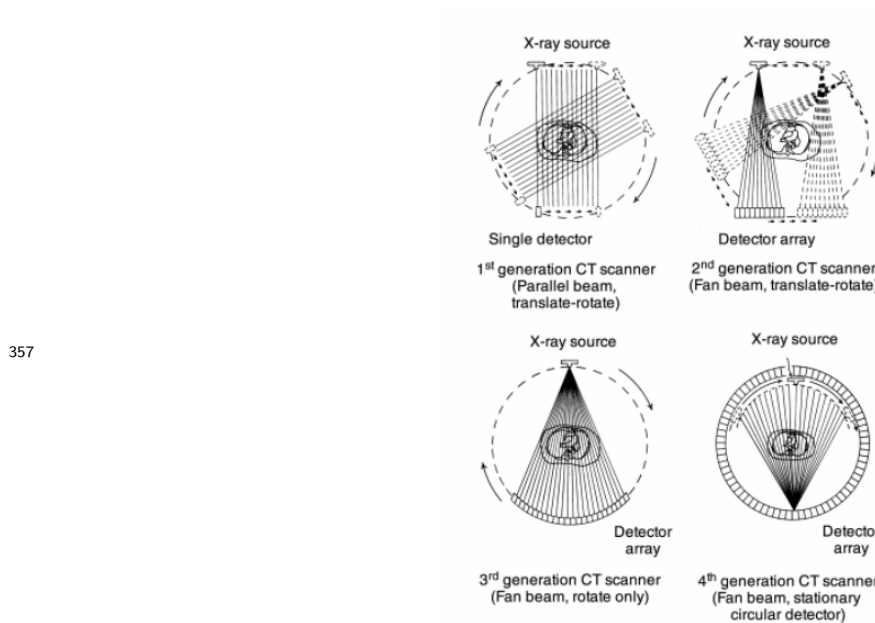 X-ray source
X-ray source
Single detector
Detector array
1st generation CT scanner
(Parallel beam,
translate-rotate)
2nd generation CT scanner
(Fan beam, translate-rotate)
357
X-ray source
X-ray source
Detector
array
Detecto
array
3rd generation CT scanner
(Fan beam, rotate only)
4th generation CT scanner
(Fan beam, stationary
circular detector)